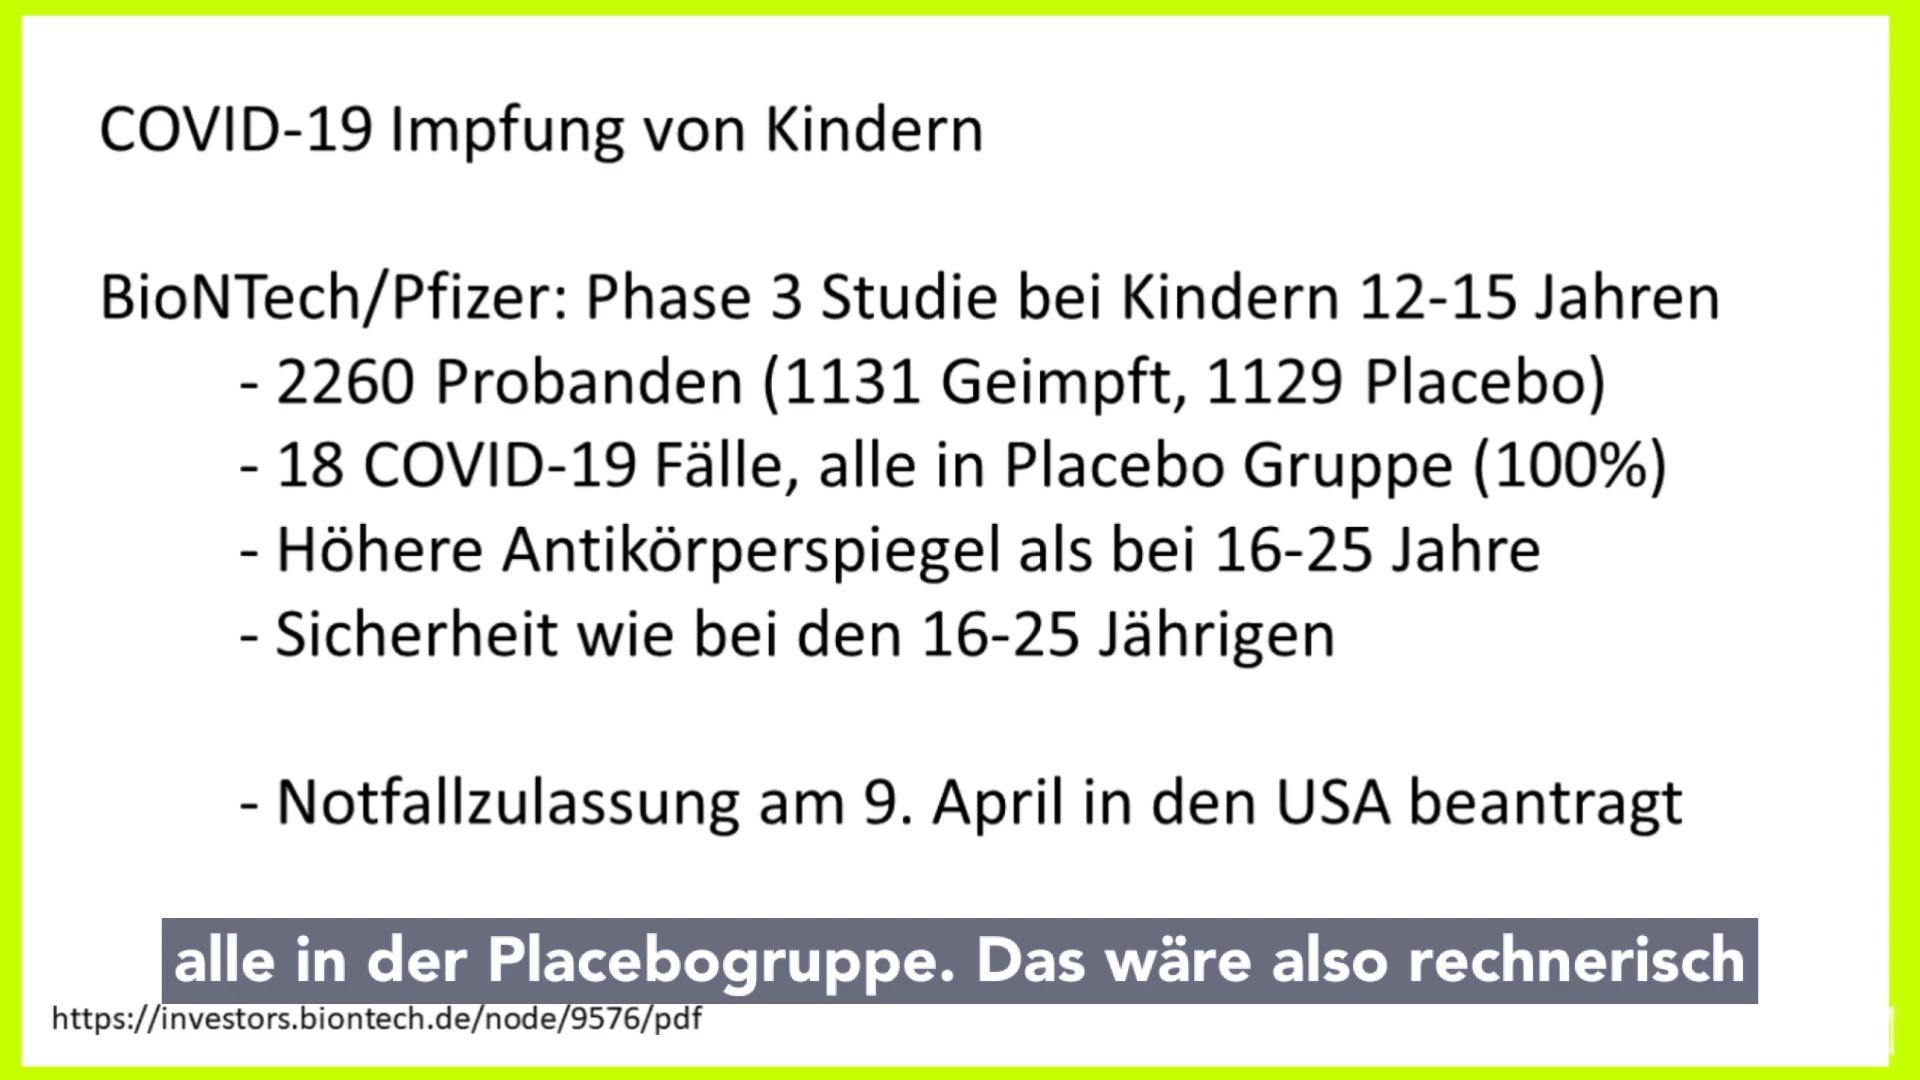 COVID-19 Impfung von Kindern
BioNTech/Pfizer: Phase 3 Studie bei Kindern 12-15 Jahren
- 2260 Probanden (1131 Geimpft, 1129 Placebo)
- 18 COVID-19 Fälle, alle in Placebo Gruppe (100%)
- Höhere Antikörperspiegel als bei 16-25 Jahre
- Sicherheit wie bei den 16-25 Jährigen
- Notfallzulassung am 9. April in den USA beantragt
alle in der Placebogruppe. Das wäre also rechnerisch
https://investors.biontech.de/node/9576/pdf